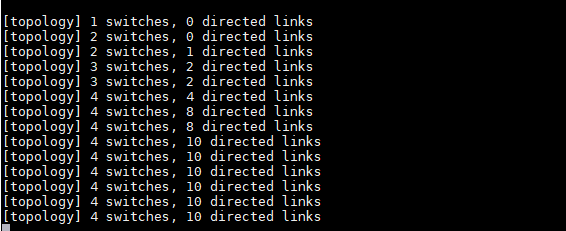 [topology] 1 switches, 0 directed links
[topology] 2 switches, 0 directed links
[topology] 2 switches, 1 directed links
[topology] 3 switches, 2 directed links
[topology] 3 switches, 2 directed links
[topology] 4 switches, 4 directed links
[topology] 4 switches, 8 directed links
[topology] 4 switches, 8 directed links
[topology] 4 switches, 10 directed links
[topology] 4 switches, 10 directed links
[topology] 4 switches, 10 directed links
[topology] 4 switches, 10 directed links
[topology] 4 switches, 10 directed links
[topology] 4 switches, 10 directed links